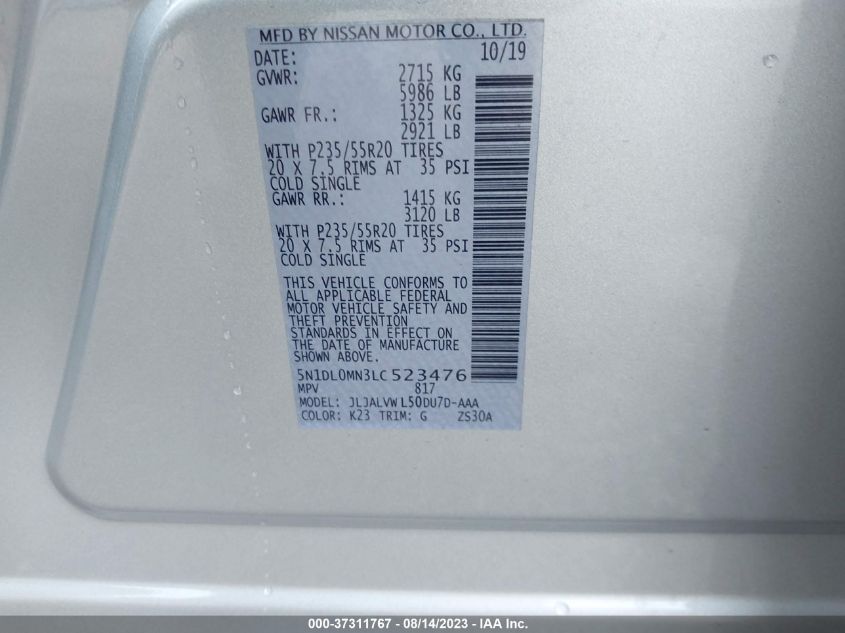 MFD BY NISSAN MOTOR CO., LTD.
DATE: 10/19
GVWR: 2715 KG
5986 LB
GAWR FR.: 1325 KG
2921 LB
WITH P235/55R20 TIRES
20 X 7.5 RIMS AT 35 PSI
COLD SINGLE
GAWR RR.: 1415 KG
3120 LB
WITH P235/55R20 TIRES
20 X 7.5 RIMS AT 35 PSI
COLD SINGLE
THIS VEHICLE CONFORMS TO
ALL APPLICABLE FEDERAL
MOTOR VEHICLE SAFETY AND
THEFT PREVENTION
STANDARDS IN EFFECT ON
THE DATE OF MANUFACTURE
SHOWN ABOVE.
5N1DL0MN3LC523476
MPV 817
MODEL: JLJALVWL50DU7D-AAA
COLOR: K23 TRIM: G ZS30A
000-37311767 - 08/14/2023 - IAA Inc.